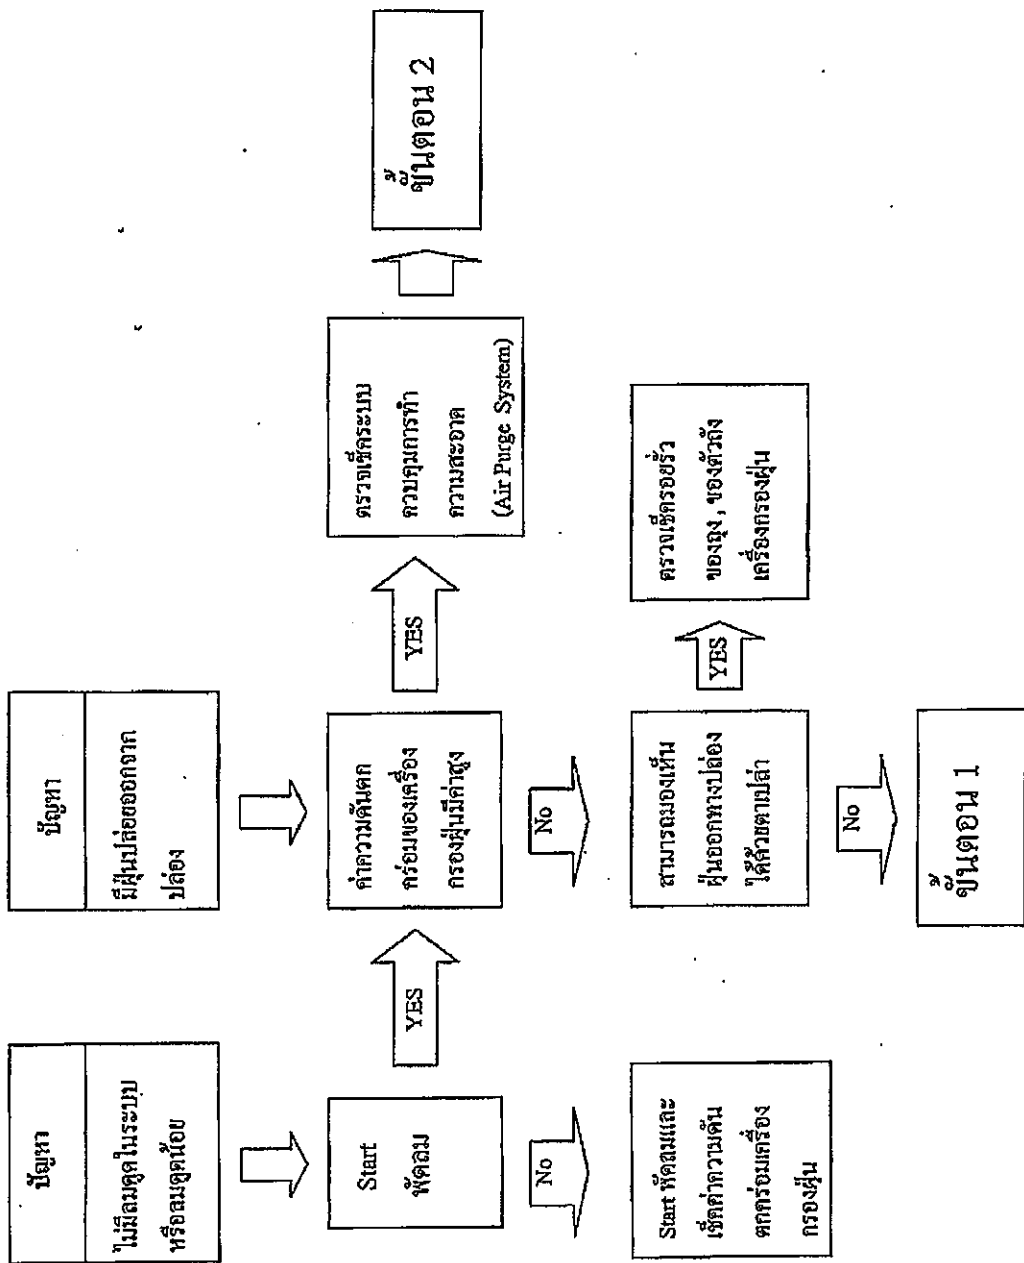 ปัญหา
ไม่มีลมดูดในระบบ
หรือลมดูดน้อย
ปัญหา
มีฝุ่นปล่อยออกจาก
ปล่อง
Start
พัดลม
YES
ค่าความดันตก
กร่อมของเครื่อง
กรองฝุ่นมีค่าสูง
YES
ตรวจเช็คระบบ
ควบคุมการทำ
ความสะอาด
(Air Purge System)
ขั้นตอน 2
No
Start พัดลมและ
เช็คค่าความดัน
ตกคร่อมเครื่อง
กรองฝุ่น
No
สามารถมองเห็น
ฝุ่นออกทางปล่อง
ได้ด้วยตาเปล่า
YES
ตรวจเช็ครอยรั่ว
ของถุง, ของตัวถัง
เครื่องกรองฝุ่น
No
ขั้นตอน 1